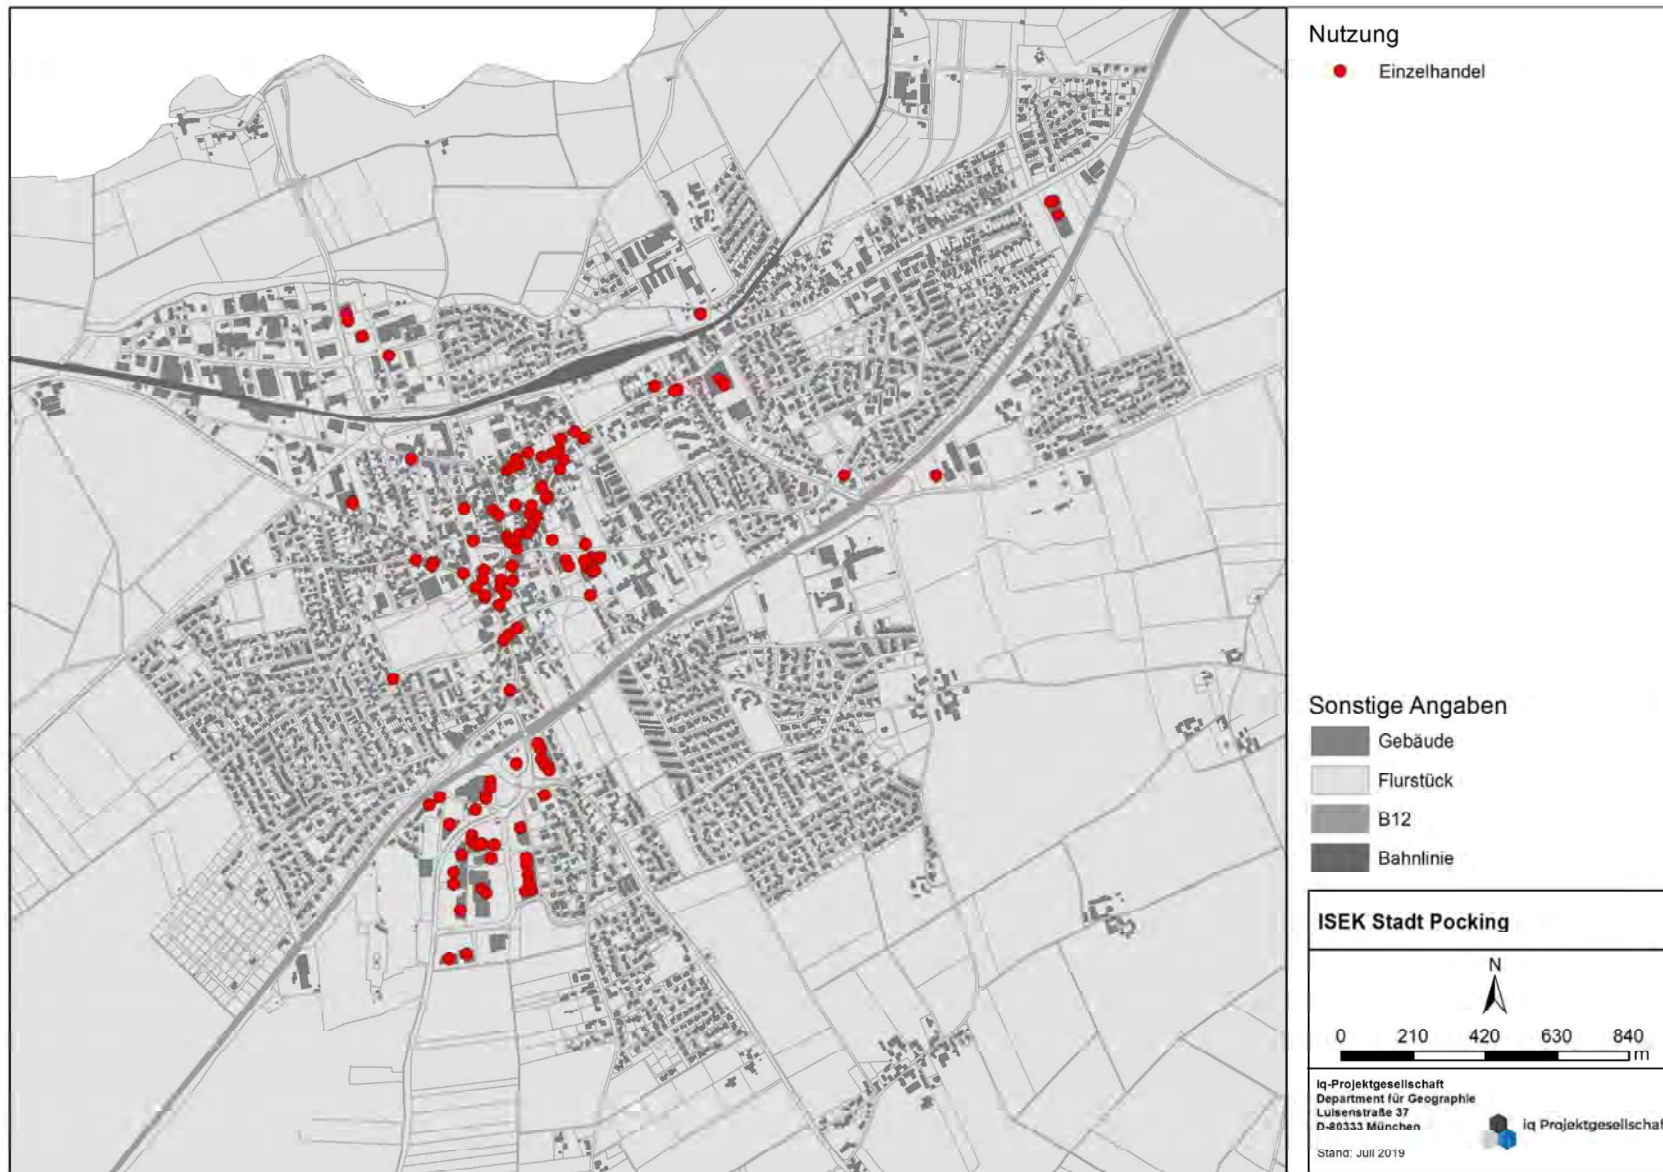 Nutzung
Einzelhandel
Sonstige Angaben
Gebäude
Flurstück
B12
Bahnlinie
ISEK Stadt Pocking
N
0 210 420 630 840
m
iq-Projektgesellschaft
Department für Geographie
Luisenstraße 37
D-80333 München
iq Projektgesellschaf
Stand: Juli 2019